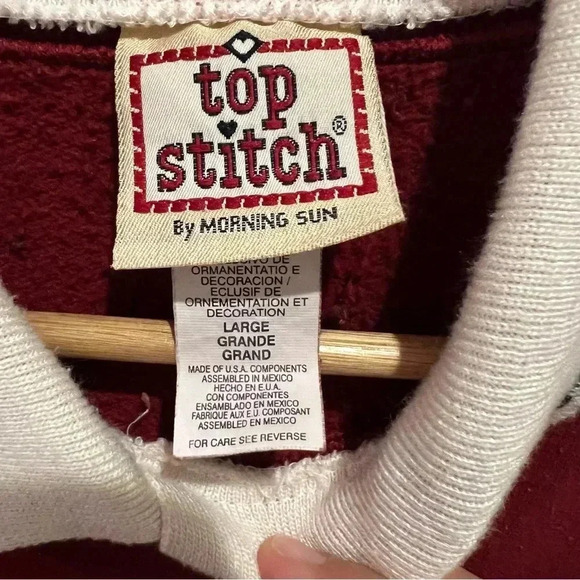 top
stitch®
By MORNING SUN
ORMANENTATIO E
DECORACION /
ECLUSIF DE
ORNEMENTATION ET
DECORATION
LARGE
GRANDE
GRAND
MADE OF U.S.A. COMPONENTS
ASSEMBLED IN MEXICO
HECHO EN E.U.A.
CON COMPONENTES
ENSAMBLADO EN MEXICO
FABRIQUE AUX E.U COMPOSANT
ASSEMBLED EN MEXICO
FOR CARE SEE REVERSE